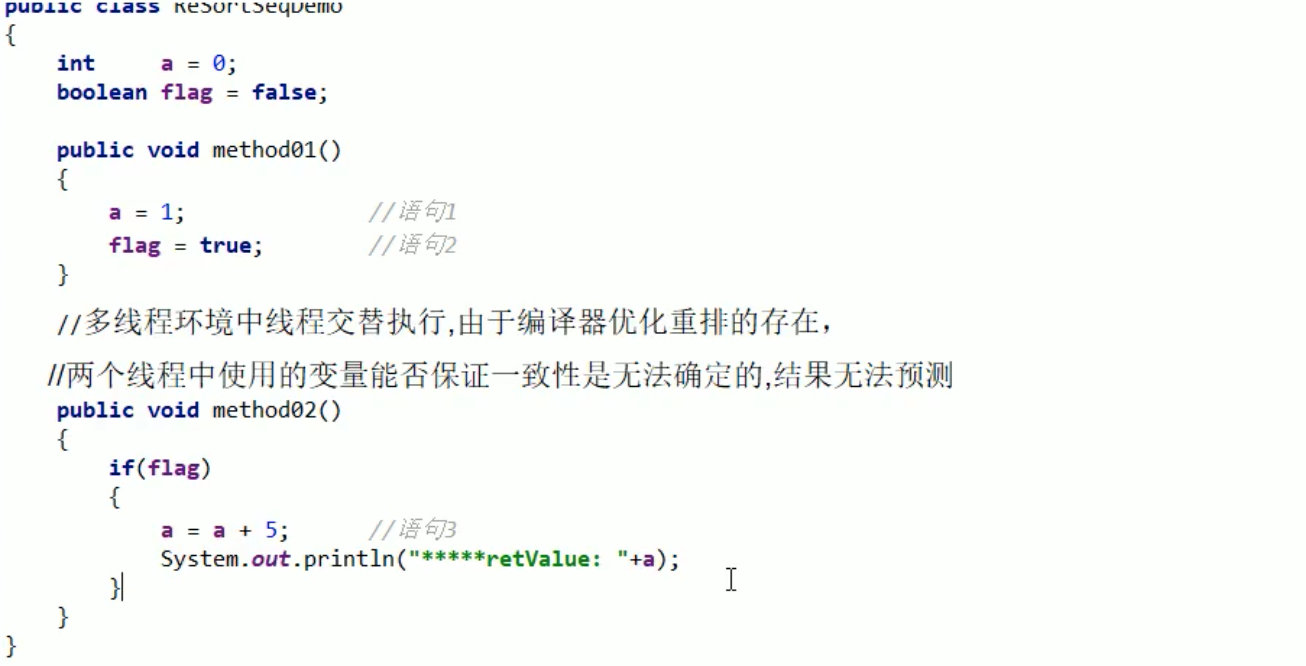 public class ReSortSeqDemo
{
int a = 0;
boolean flag = false;
public void method01()
{
a = 1; //语句1
flag = true; //语句2
}
//多线程环境中线程交替执行,由于编译器优化重排的存在，
//两个线程中使用的变量能否保证一致性是无法确定的,结果无法预测
public void method02()
{
if(flag)
{
a = a + 5; //语句3
System.out.println("*****retValue: "+a);
}
}
}